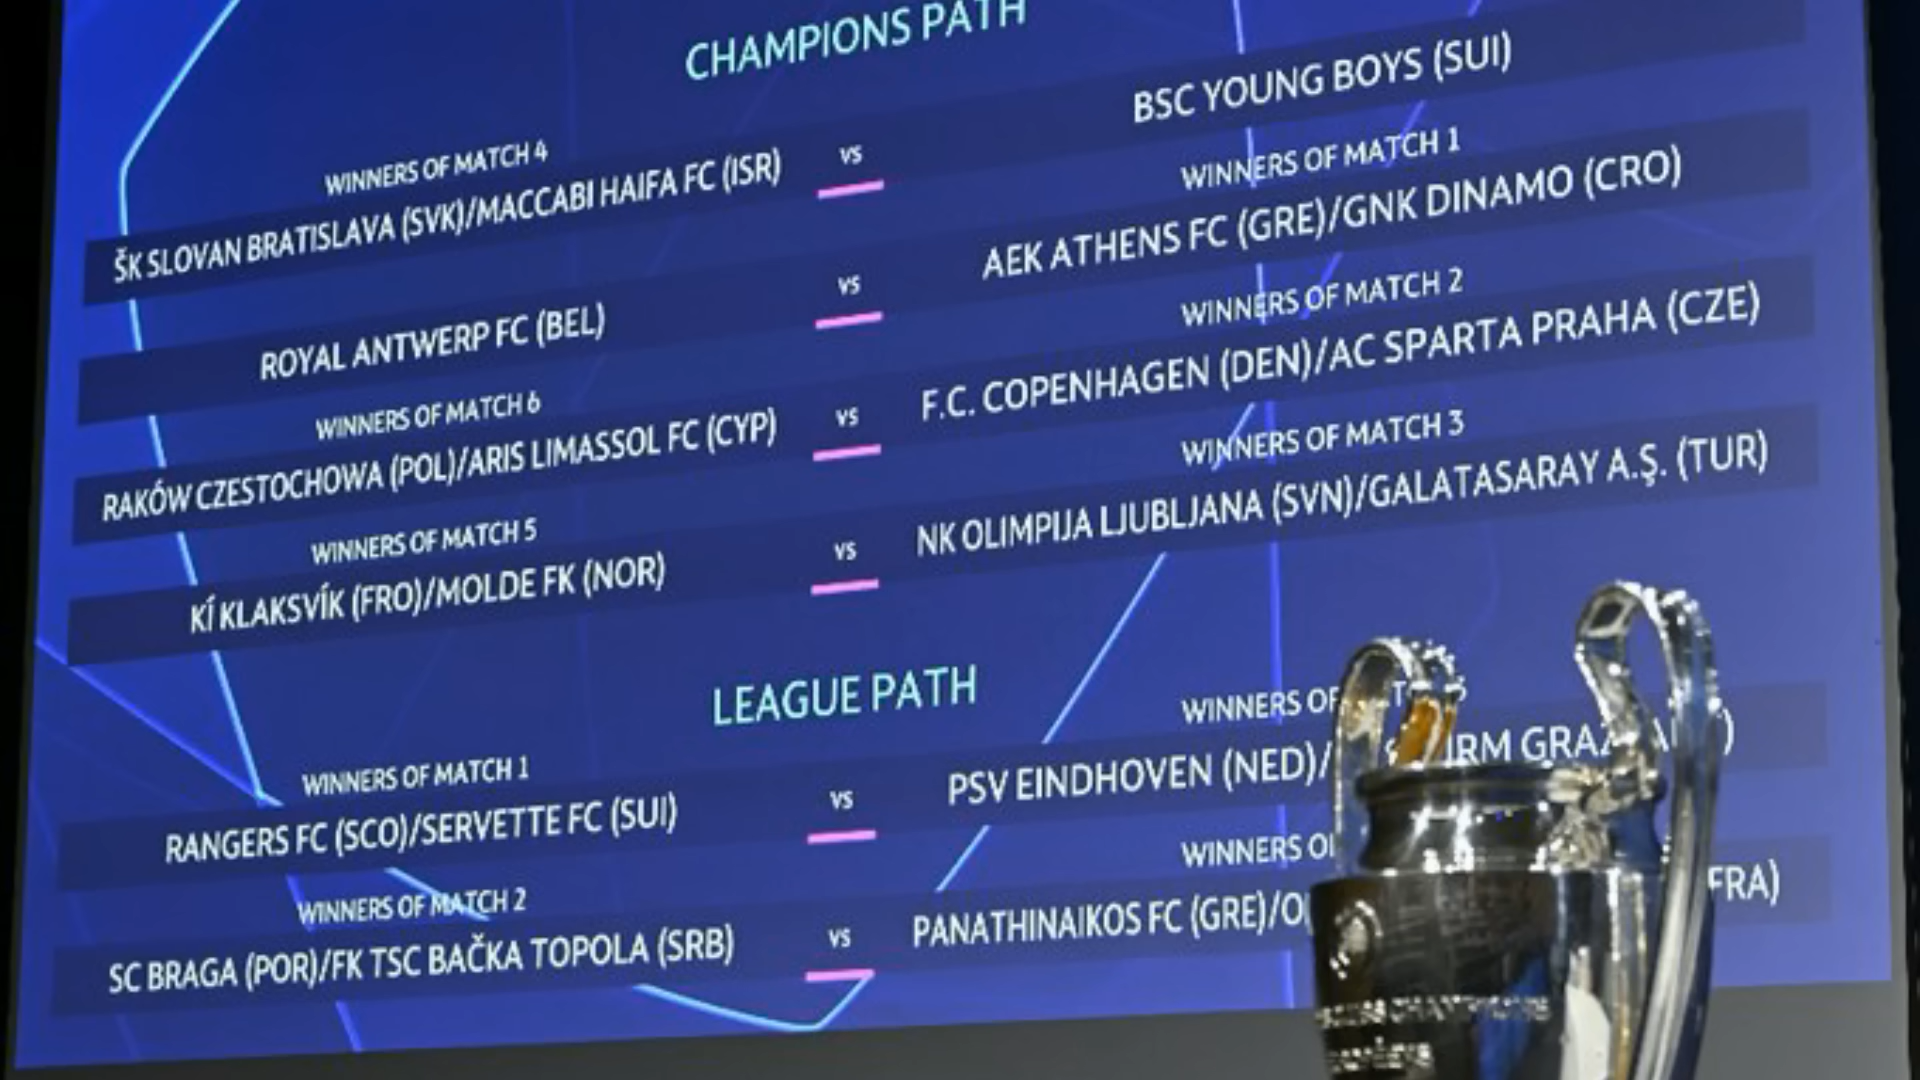 CHAMPIONS PATH
BSC YOUNG BOYS (SUI)
WINNERS OF MATCH 4
ŠK SLOVAN BRATISLAVA (SVK)/MACCABI HAIFA FC (ISR)
VS
WINNERS OF MATCH 1
AEK ATHENS FC (GRE)/GNK DINAMO (CRO)
ROYAL ANTWERP FC (BEL)
VS
WINNERS OF MATCH 2
F.C. COPENHAGEN (DEN)/AC SPARTA PRAHA (CZE)
WINNERS OF MATCH 6
RAKÓW CZESTOCHOWA (POL)/ARIS LIMASSOL FC (CYP)
VS
WINNERS OF MATCH 3
NK OLIMPIJA LJUBLJANA (SVN)/GALATASARAY A.Ş. (TUR)
WINNERS OF MATCH 5
KÍ KLAKSVÍK (FRO)/MOLDE FK (NOR)
VS
LEAGUE PATH
WINNERS OF
PSV EINDHOVEN (NED)/
WINNERS OF MATCH 1
RANGERS FC (SCO)/SERVETTE FC (SUI)
VS
WINNERS
PANATHINAIKOS FC (GRE)/
FRA)
WINNERS OF MATCH 2
SC BRAGA (POR)/FK TSC BAČKA TOPOLA (SRB)
VS